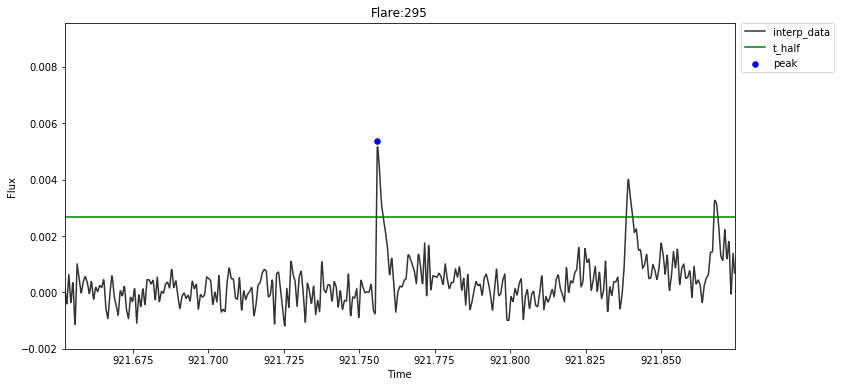 Flare:295
interp_data
t_half
peak
Flux
0.008
0.006
0.004
0.002
0.000
−0.002
921.675
921.700
921.725
921.750
921.775
921.800
921.825
921.850
Time